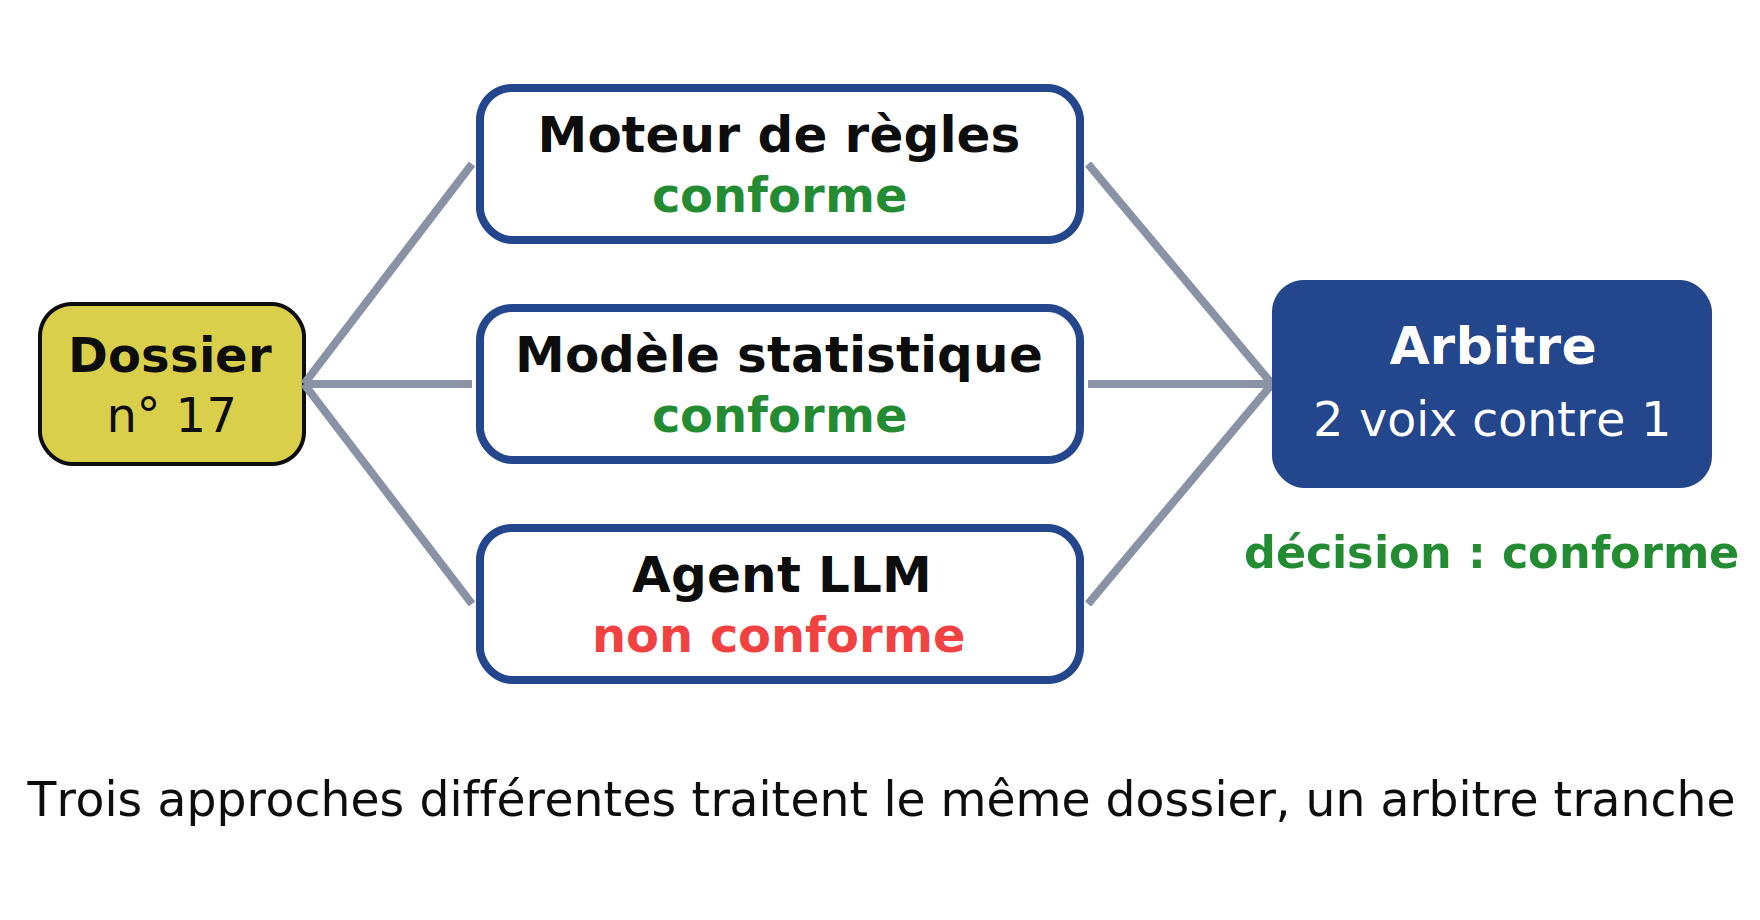 Dossier
n° 17
Moteur de règles
conforme
Modèle statistique
conforme
Agent LLM
non conforme
Arbitre
2 voix contre 1
décision : conforme
Trois approches différentes traitent le même dossier, un arbitre tranche